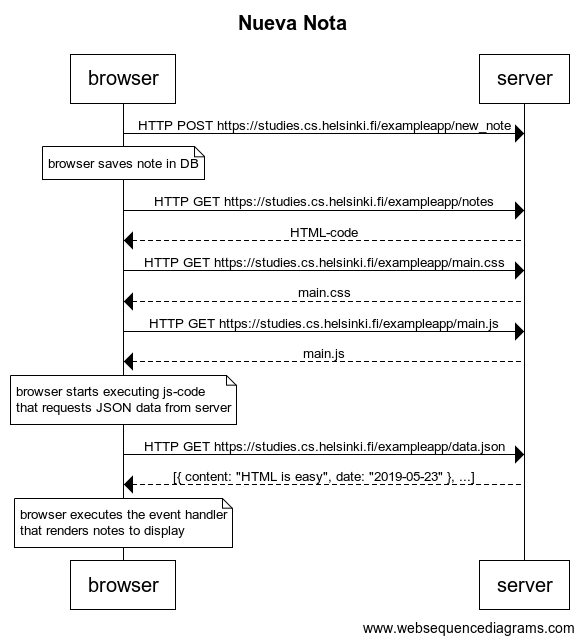 Nueva Nota
browser
server
HTTP POST https://studies.cs.helsinki.fi/exampleapp/new_note
browser saves note in DB
HTTP GET https://studies.cs.helsinki.fi/exampleapp/notes
HTML-code
HTTP GET https://studies.cs.helsinki.fi/exampleapp/main.css
main.css
HTTP GET https://studies.cs.helsinki.fi/exampleapp/main.js
main.js
browser starts executing js-code
that requests JSON data from server
HTTP GET https://studies.cs.helsinki.fi/exampleapp/data.json
[{ content: "HTML is easy", date: "2019-05-23" }, ...]
browser executes the event handler
that renders notes to display
browser
server
www.websequencediagrams.com